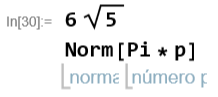 In[30]:= 6 √5
Norm[Pi * p]
norma número p